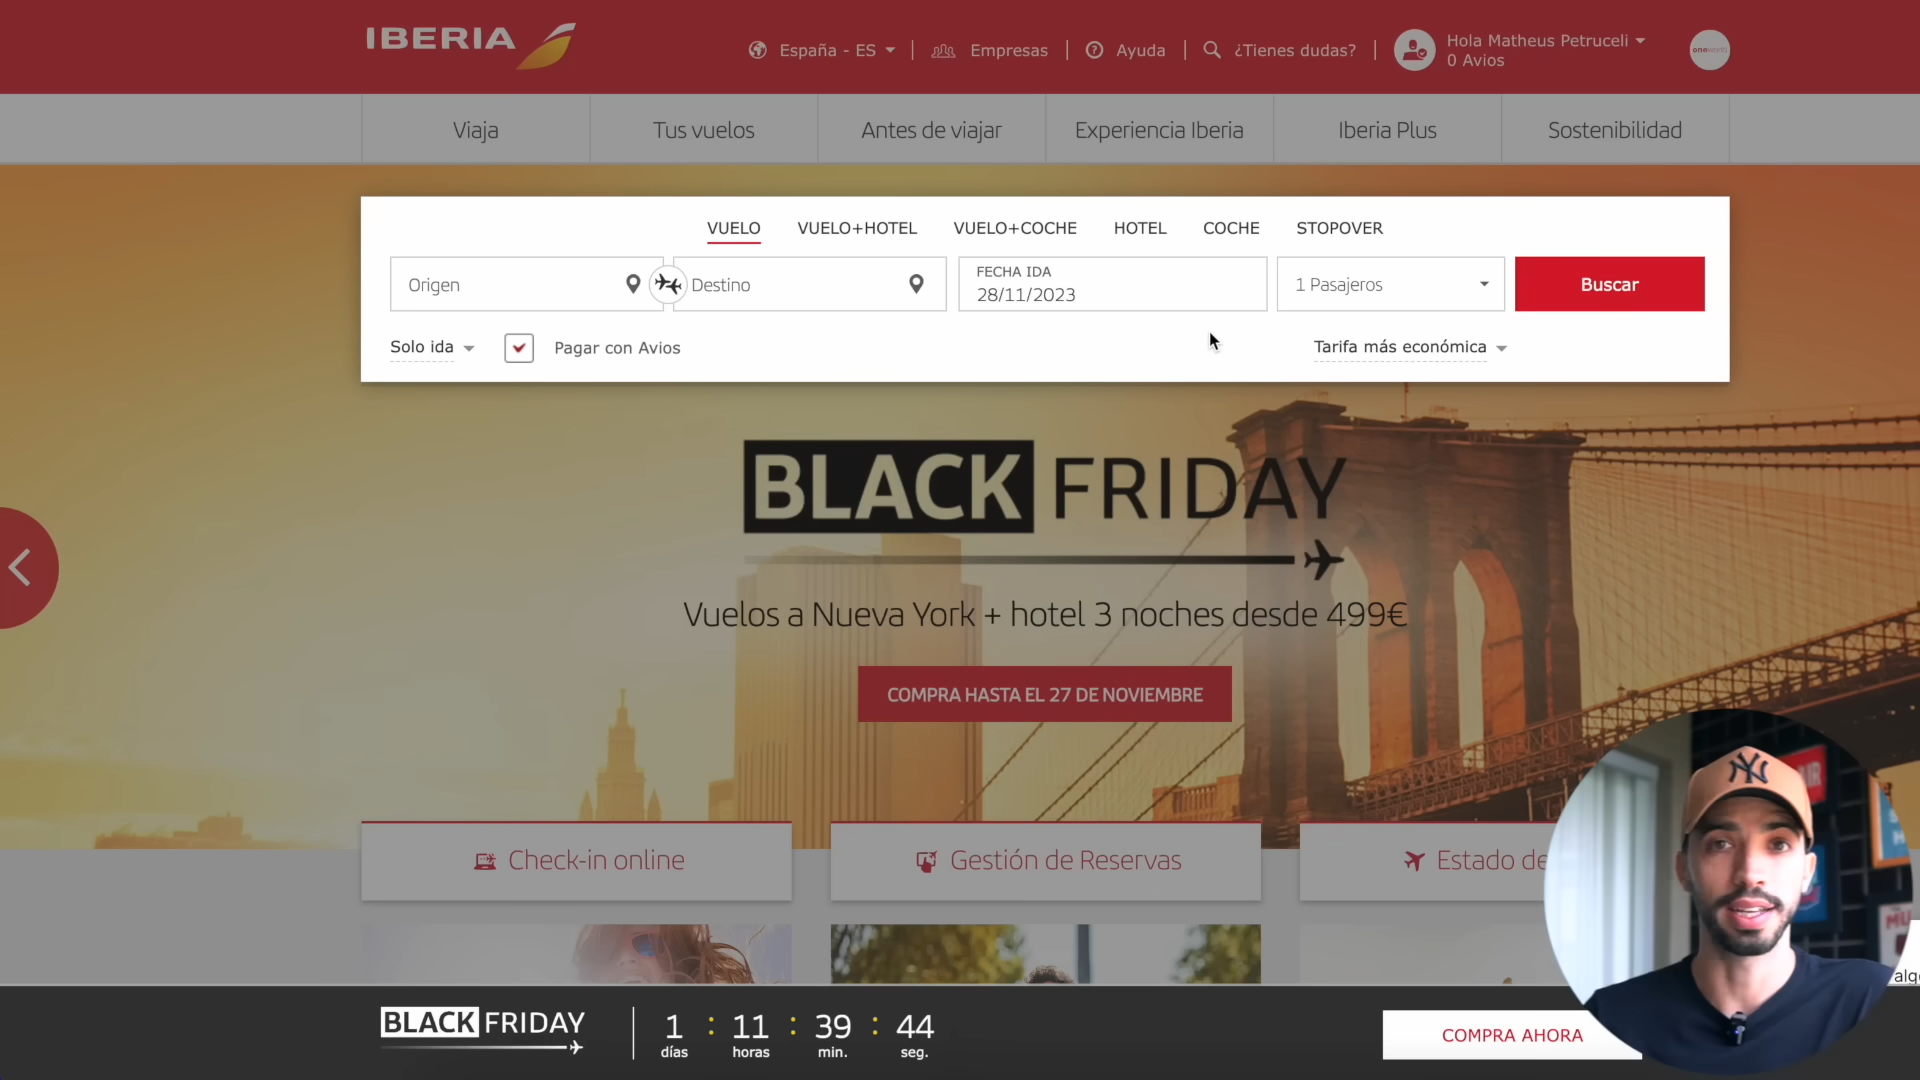 IBERIA
España - ES
Empresas
Ayuda
¿Tienes dudas?
Hola Matheus Petruceli
0 Avios
oneworld
Viaja
Tus vuelos
Antes de viajar
Experiencia Iberia
Iberia Plus
Sostenibilidad
VUELO
VUELO+HOTEL
VUELO+COCHE
HOTEL
COCHE
STOPOVER
Origen
Destino
FECHA IDA
28/11/2023
1 Pasajeros
Buscar
Solo ida
Pagar con Avios
Tarifa más económica
BLACK FRIDAY
Vuelos a Nueva York + hotel 3 noches desde 499€
COMPRA HASTA EL 27 DE NOVIEMBRE
Check-in online
Gestión de Reservas
Estado de
BLACK FRIDAY
1 : 11 : 39 : 44
días horas min. seg.
COMPRA AHORA
NY